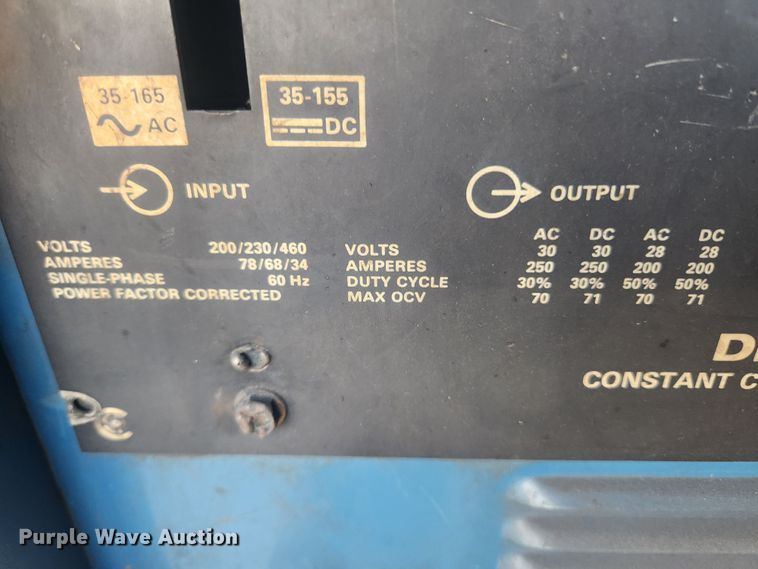 35-165
AC
35-155
DC
INPUT
VOLTS 200/230/460
AMPERES 78/68/34
SINGLE-PHASE 60 Hz
POWER FACTOR CORRECTED
OUTPUT
AC DC AC DC
VOLTS 30 30 28 28
AMPERES 250 250 200 200
DUTY CYCLE 30% 30% 50% 50%
MAX OCV 70 71 70 71
CONSTANT
Purple Wave Auction